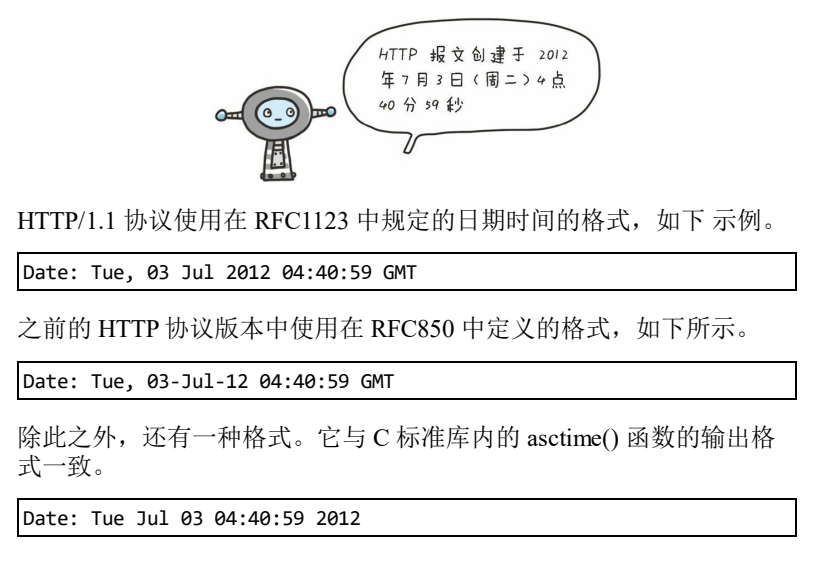 HTTP 报文创建于 2012
年7月3日（周二）4点
40分59秒
HTTP/1.1 协议使用在 RFC1123 中规定的日期时间的格式，如下 示例。
Date: Tue, 03 Jul 2012 04:40:59 GMT
之前的 HTTP 协议版本中使用在 RFC850 中定义的格式，如下所示。
Date: Tue, 03-Jul-12 04:40:59 GMT
除此之外，还有一种格式。它与 C 标准库内的 asctime() 函数的输出格
式一致。
Date: Tue Jul 03 04:40:59 2012